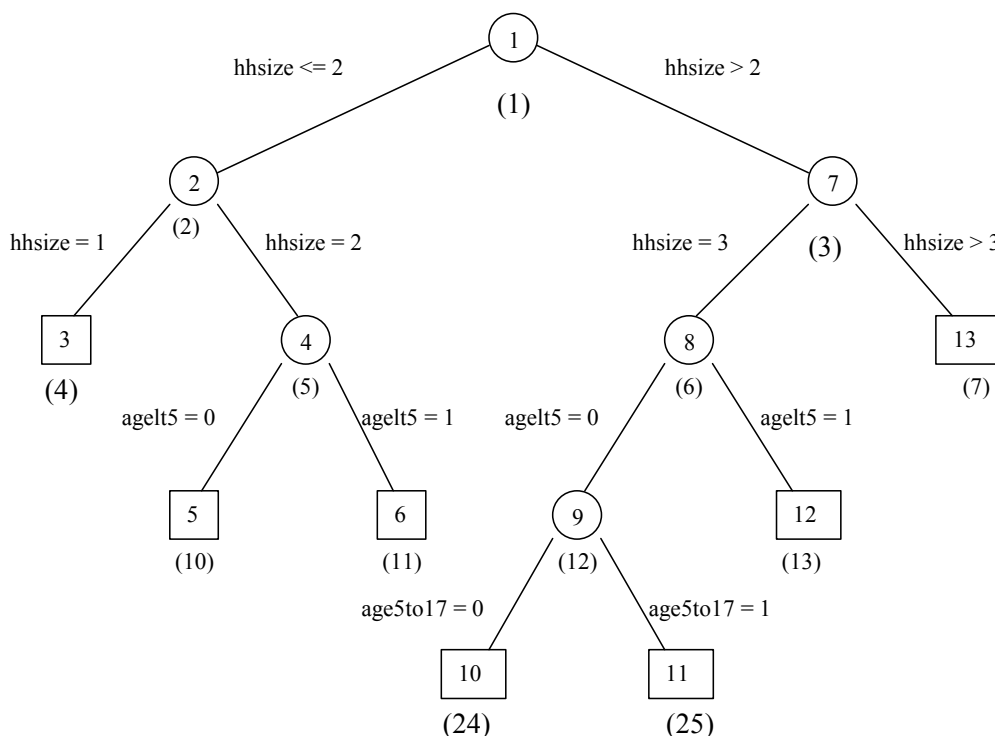 1
hhsize <= 2
hhsize > 2
(1)
2
7
(2)
(3)
hhsize = 1
hhsize = 2
hhsize = 3
hhsize > 3
3
4
8
13
(4)
(5)
(6)
(7)
agelt5 = 0
agelt5 = 1
agelt5 = 0
agelt5 = 1
5
6
9
12
(10)
(11)
(12)
(13)
age5to17 = 0
age5to17 = 1
10
11
(24)
(25)